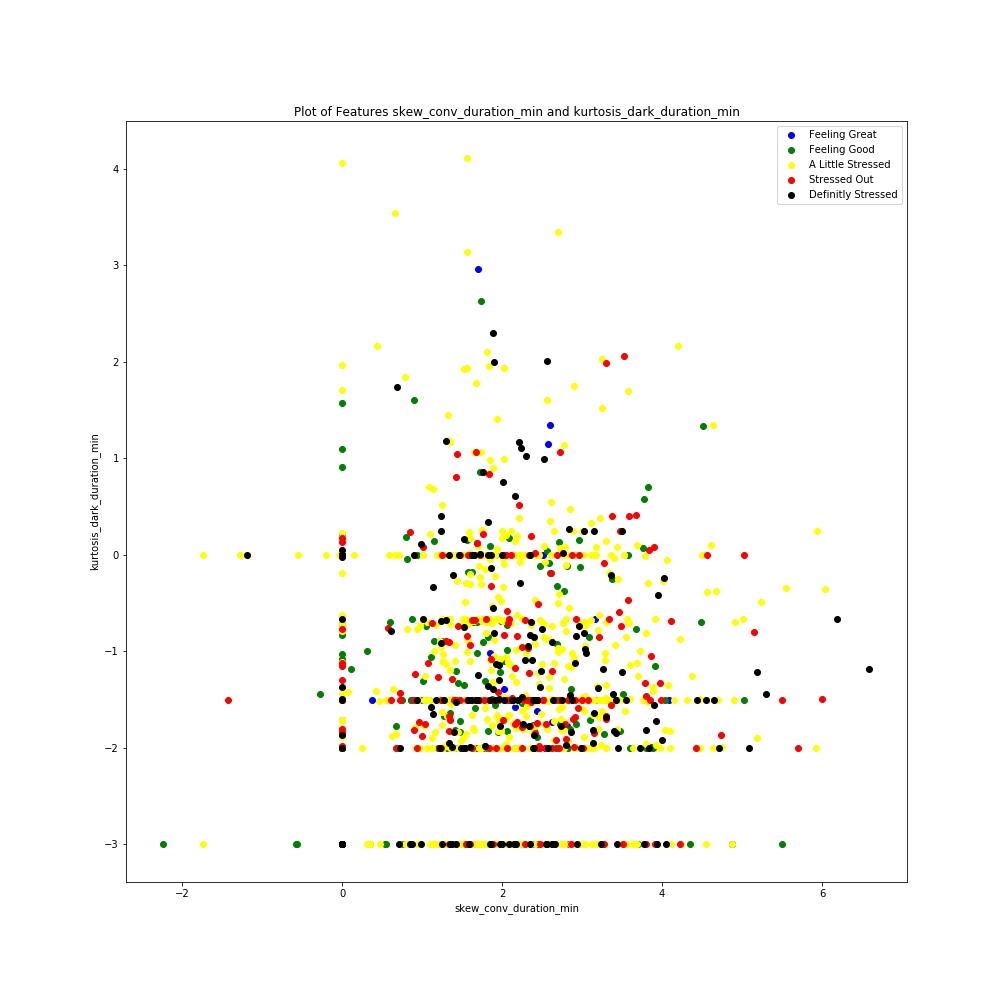 Plot of Features skew_conv_duration_min and kurtosis_dark_duration_min
Feeling Great
Feeling Good
A Little Stressed
Stressed Out
Definitly Stressed
kurtosis_dark_duration_min
4
3
2
1
0
−1
−2
−3
−2
0
2
4
6
skew_conv_duration_min